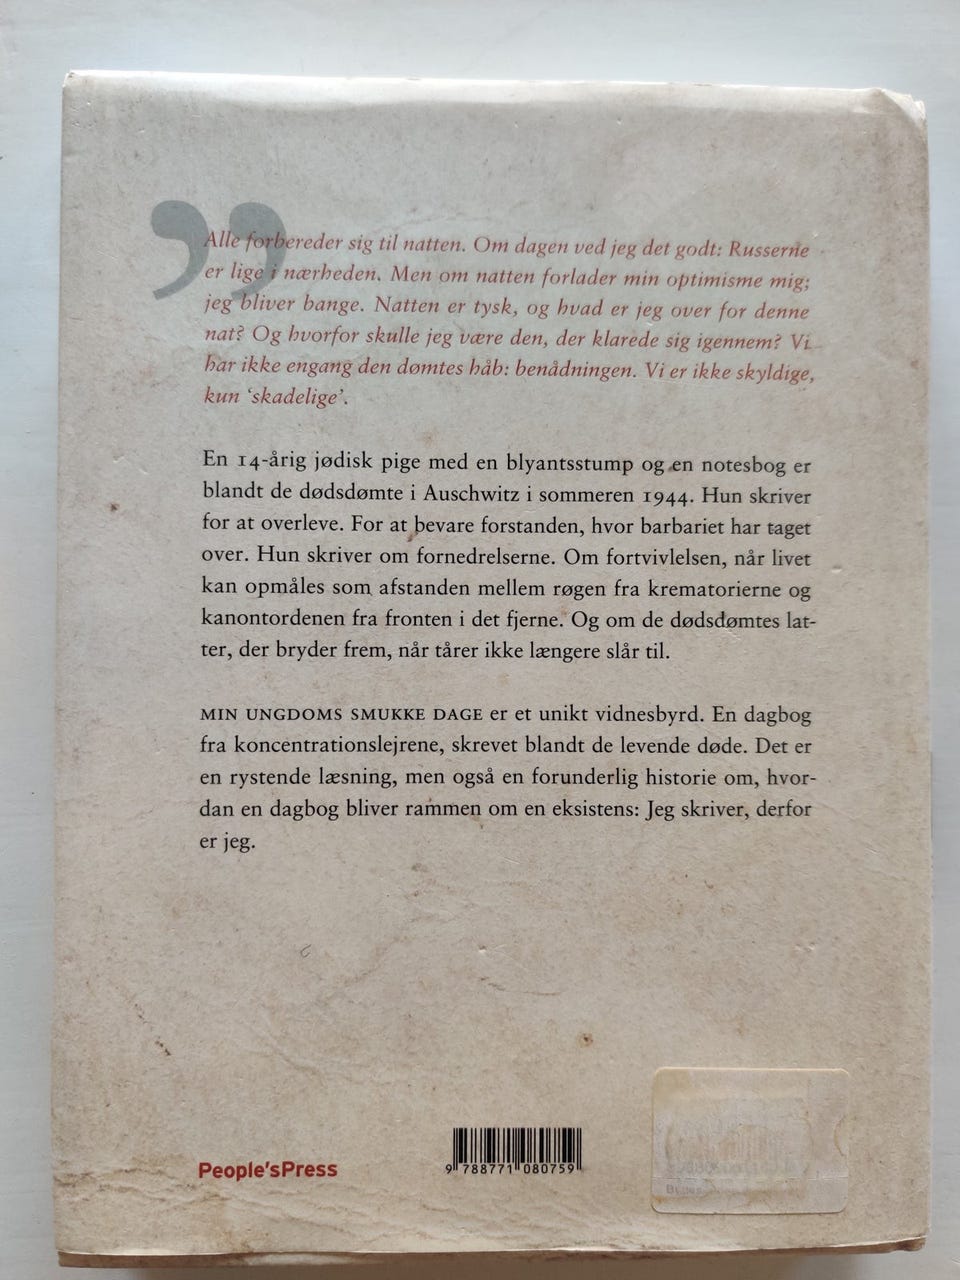 ”
Alle forbereder sig til natten. Om dagen ved jeg det godt: Russerne
er lige i nærheden. Men om natten forlader min optimisme mig;
jeg bliver bange. Natten er tysk, og hvad er jeg over for denne
nat? Og hvorfor skulle jeg være den, der klarede sig igennem? Vi
har ikke engang den dømtes håb: benådningen. Vi er ikke skyldige,
kun ‘skadelige’.
En 14-årig jødisk pige med en blyantsstump og en notesbog er
blandt de dødsdømte i Auschwitz i sommeren 1944. Hun skriver
for at overleve. For at bevare forstanden, hvor barbariet har taget
over. Hun skriver om fornedrelserne. Om fortvivlelsen, når livet
kan opmåles som afstanden mellem røgen fra krematorierne og
kanontordenen fra fronten i det fjerne. Og om de dødsdømtes lat-
ter, der bryder frem, når tårer ikke længere slår til.
MIN UNGDOMS SMUKKE DAGE er et unikt vidnesbyrd. En dagbog
fra koncentrationslejrene, skrevet blandt de levende døde. Det er
en rystende læsning, men også en forunderlig historie om, hvor-
dan en dagbog bliver rammen om en eksistens: Jeg skriver, derfor
er jeg.
People'sPress
9 788771 080759